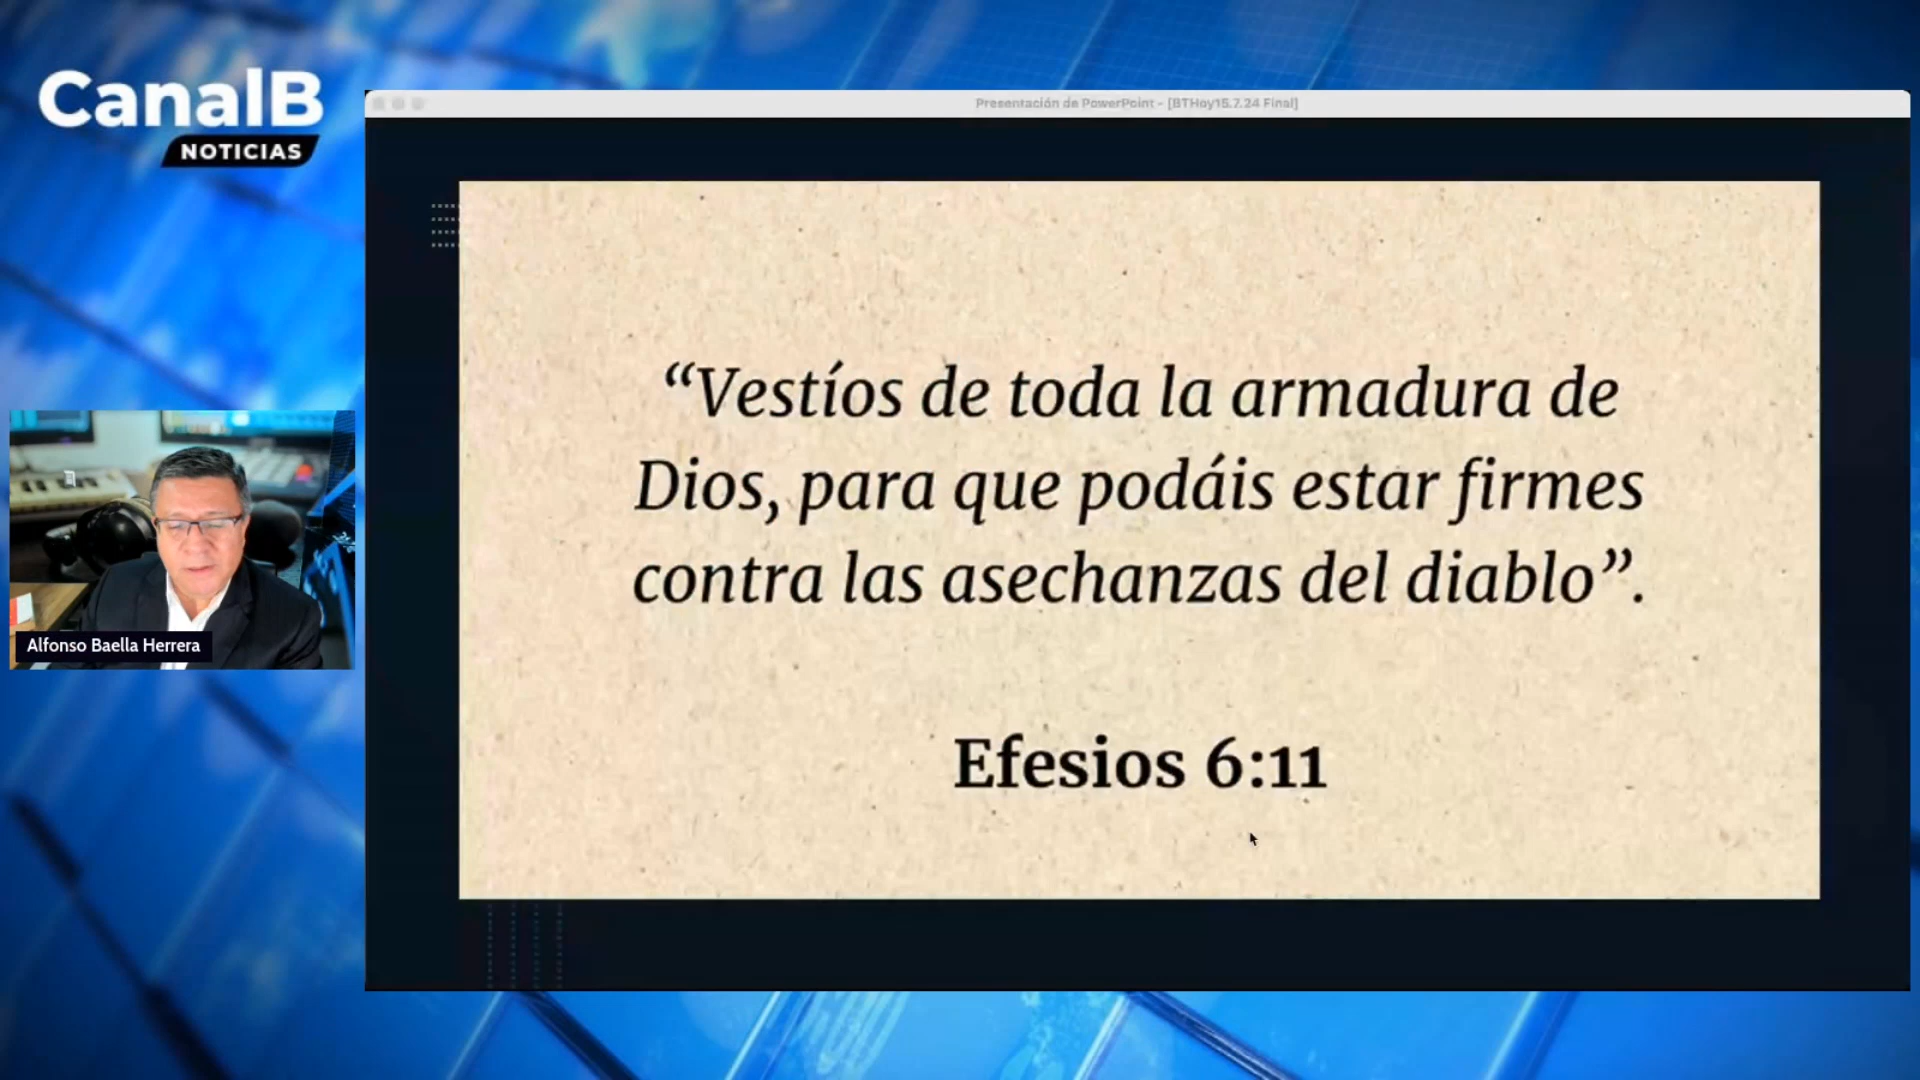 CanalB
NOTICIAS
Presentación de PowerPoint - [BTHoy15.7.24 Final]
“Vestíos de toda la armadura de
Dios, para que podáis estar firmes
contra las asechanzas del diablo”.
Efesios 6:11
Alfonso Baella Herrera